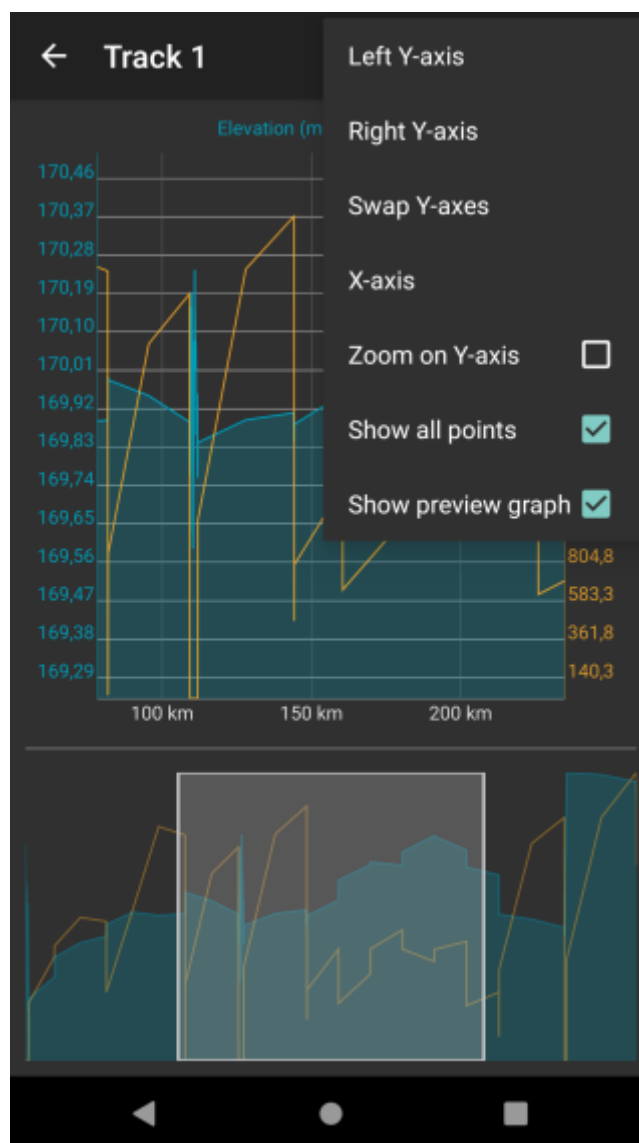 Track 1
Left Y-axis
Right Y-axis
Swap Y-axes
X-axis
Zoom on Y-axis
Show all points
Show preview graph
Elevation (m
170,46
170,37
170,28
170,19
170,10
170,01
169,92
169,83
169,74
169,65
169,56
169,47
169,38
169,29
804,8
583,3
361,8
140,3
100 km
150 km
200 km